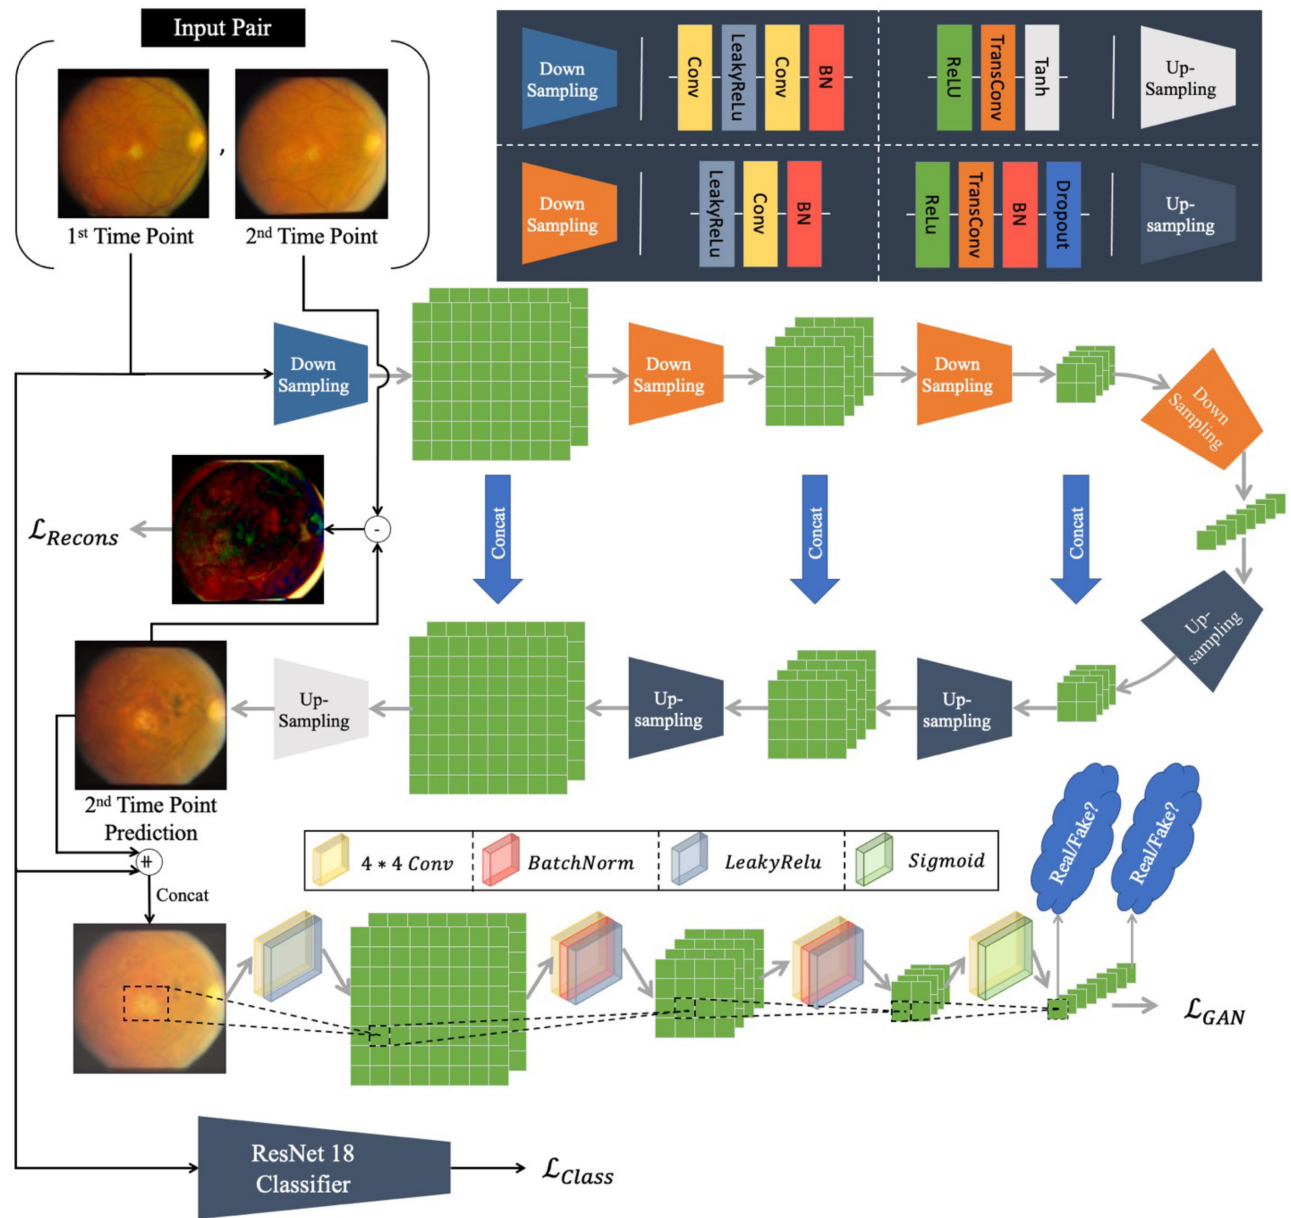 Input Pair
,
1st Time Point
2nd Time Point
Down
Sampling
Conv
LeakyReLu
Conv
BN
ReLU
TransConv
Tanh
Up-
Sampling
Down
Sampling
LeakyReLu
Conv
BN
ReLu
TransConv
BN
Dropout
Up-
sampling
Down
Sampling
Down
Sampling
Down
Sampling
Down
Sampling
ℒRecons
-
Concat
Concat
Concat
Up-
sampling
Up-
Sampling
Up-
sampling
Up-
sampling
2nd Time Point
Prediction
#
Concat
4 * 4 Conv
BatchNorm
LeakyRelu
Sigmoid
Real/Fake?
Real/Fake?
ℒGAN
ResNet 18
Classifier
ℒClass